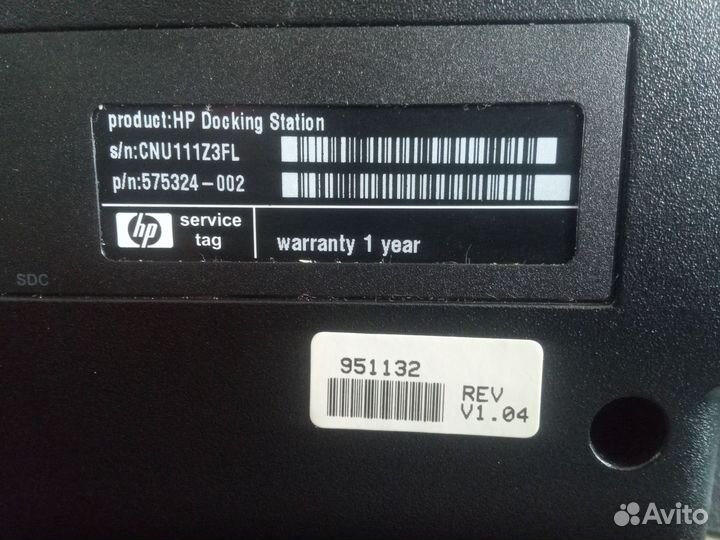 product:HP Docking Station
s/n:CNU111Z3FL
p/n:575324-002
hp service tag
warranty 1 year
SDC
951132
REV
V1.04
Avito